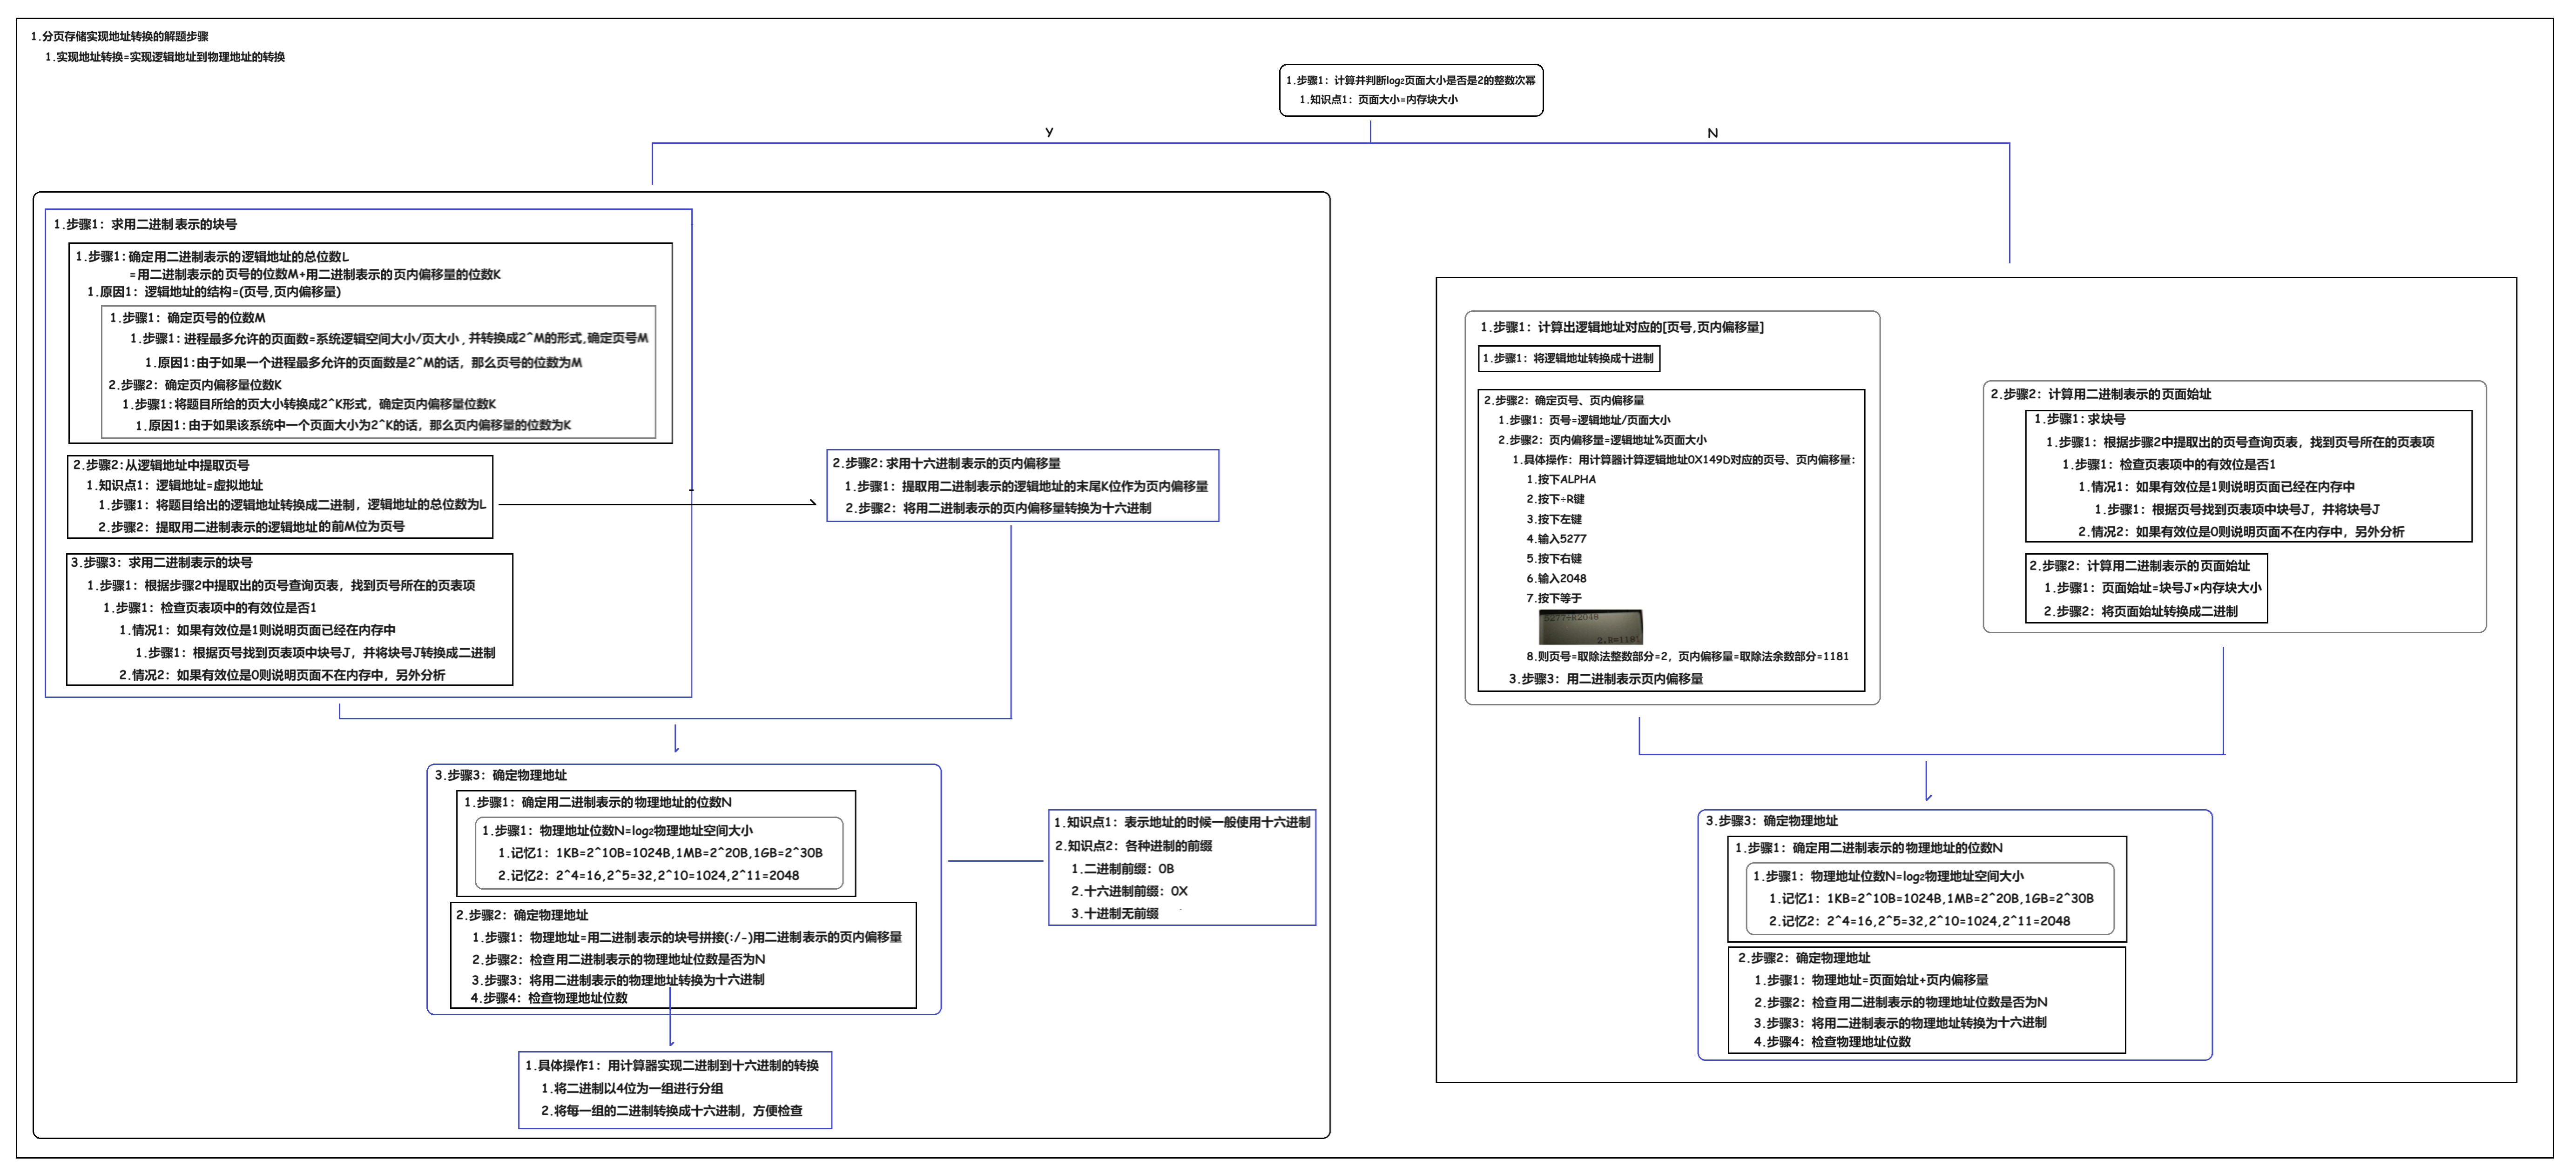 1.分页存储实现地址转换的解题步骤
1.实现地址转换=实现逻辑地址到物理地址的转换
1.步骤1：计算并判断log₂页面大小是否是2的整数次幂
1.知识点1：页面大小=内存块大小
Y
N
1.步骤1：求用二进制表示的块号
1.步骤1:确定用二进制表示的逻辑地址的总位数L
=用二进制表示的页号的位数M+用二进制表示的页内偏移量的位数K
1.原因1：逻辑地址的结构=(页号,页内偏移量)
1.步骤1：确定页号的位数M
1.步骤1:进程最多允许的页面数=系统逻辑空间大小/页大小,并转换成2^M的形式,确定页号M
1.原因1:由于如果一个进程最多允许的页面数是2^M的话，那么页号的位数为M
2.步骤2：确定页内偏移量位数K
1.步骤1:将题目所给的页大小转换成2^K形式，确定页内偏移量位数K
1.原因1:由于如果该系统中一个页面大小为2^K的话，那么页内偏移量的位数为K
2.步骤2:从逻辑地址中提取页号
1.知识点1：逻辑地址=虚拟地址
1.步骤1：将题目给出的逻辑地址转换成二进制，逻辑地址的总位数为L
2.步骤2：提取用二进制表示的逻辑地址的前M位为页号
3.步骤3：求用二进制表示的块号
1.步骤1：根据步骤2中提取出的页号查询页表，找到页号所在的页表项
1.步骤1：检查页表项中的有效位是否1
1.情况1：如果有效位是1则说明页面已经在内存中
1.步骤1：根据页号找到页表项中块号J，并将块号J转换成二进制
2.情况2：如果有效位是0则说明页面不在内存中，另外分析
2.步骤2:求用十六进制表示的页内偏移量
1.步骤1：提取用二进制表示的逻辑地址的末尾K位作为页内偏移量
2.步骤2：将用二进制表示的页内偏移量转换为十六进制
3.步骤3：确定物理地址
1.步骤1：确定用二进制表示的物理地址的位数N
1.步骤1：物理地址位数N=log₂物理地址空间大小
1.记忆1：1KB=2^10B=1024B,1MB=2^20B,1GB=2^30B
2.记忆2：2^4=16,2^5=32,2^10=1024,2^11=2048
2.步骤2：确定物理地址
1.步骤1：物理地址=用二进制表示的块号拼接(:/-)用二进制表示的页内偏移量
2.步骤2：检查用二进制表示的物理地址位数是否为N
3.步骤3：将用二进制表示的物理地址转换为十六进制
4.步骤4：检查物理地址位数
1.知识点1：表示地址的时候一般使用十六进制
2.知识点2：各种进制的前缀
1.二进制前缀：0B
2.十六进制前缀：0X
3.十进制无前缀
1.具体操作1：用计算器实现二进制到十六进制的转换
1.将二进制以4位为一组进行分组
2.将每一组的二进制转换成十六进制，方便检查
1.步骤1：计算出逻辑地址对应的[页号,页内偏移量]
1.步骤1：将逻辑地址转换成十进制
2.步骤2：确定页号、页内偏移量
1.步骤1：页号=逻辑地址/页面大小
2.步骤2：页内偏移量=逻辑地址%页面大小
1.具体操作：用计算器计算逻辑地址0X149D对应的页号、页内偏移量：
1.按下ALPHA
2.按下÷R键
3.按下左键
4.输入5277
5.按下右键
6.输入2048
7.按下等于
5277÷R2048
2,R=1181
8.则页号=取除法整数部分=2，页内偏移量=取除法余数部分=1181
3.步骤3：用二进制表示页内偏移量
2.步骤2：计算用二进制表示的页面始址
1.步骤1:求块号
1.步骤1：根据步骤2中提取出的页号查询页表，找到页号所在的页表项
1.步骤1：检查页表项中的有效位是否1
1.情况1：如果有效位是1则说明页面已经在内存中
1.步骤1：根据页号找到页表项中块号J，并将块号J
2.情况2：如果有效位是0则说明页面不在内存中，另外分析
2.步骤2：计算用二进制表示的页面始址
1.步骤1：页面始址=块号J×内存块大小
2.步骤2：将页面始址转换成二进制
3.步骤3：确定物理地址
1.步骤1：确定用二进制表示的物理地址的位数N
1.步骤1：物理地址位数N=log₂物理地址空间大小
1.记忆1：1KB=2^10B=1024B,1MB=2^20B,1GB=2^30B
2.记忆2：2^4=16,2^5=32,2^10=1024,2^11=2048
2.步骤2：确定物理地址
1.步骤1：物理地址=页面始址+页内偏移量
2.步骤2：检查用二进制表示的物理地址位数是否为N
3.步骤3：将用二进制表示的物理地址转换为十六进制
4.步骤4：检查物理地址位数